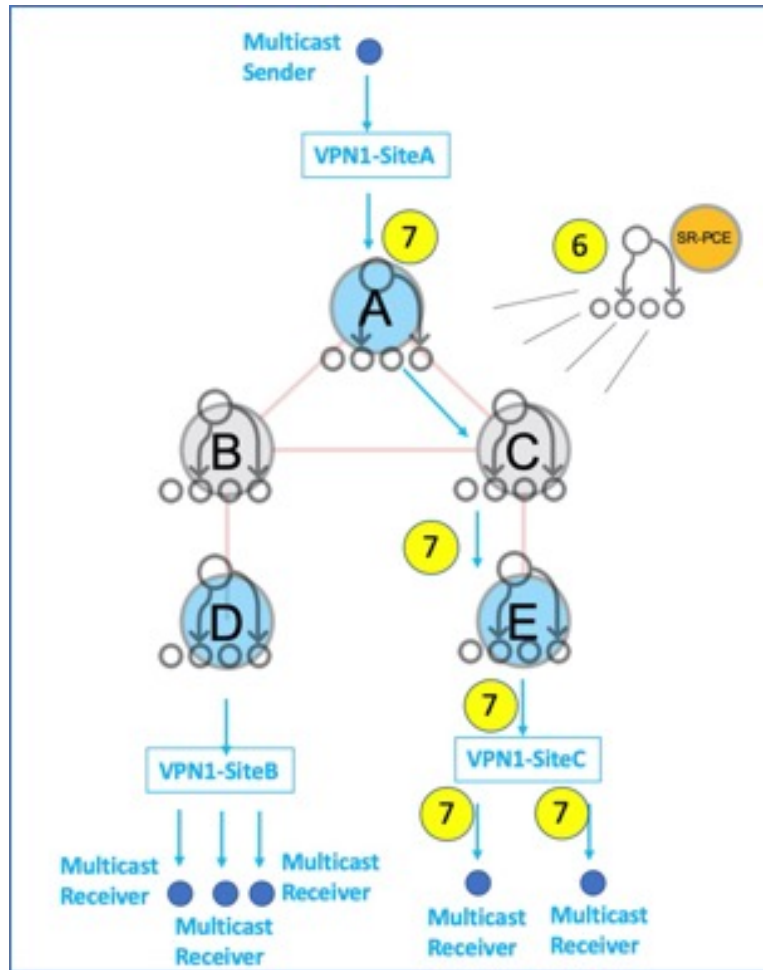 Multicast
Sender
VPN1-SiteA
7
6
SR-PCE
A
B
C
7
D
E
7
VPN1-SiteB
VPN1-SiteC
7
7
Multicast
Receiver
Multicast
Receiver
Multicast
Receiver
Multicast
Receiver
Multicast
Receiver